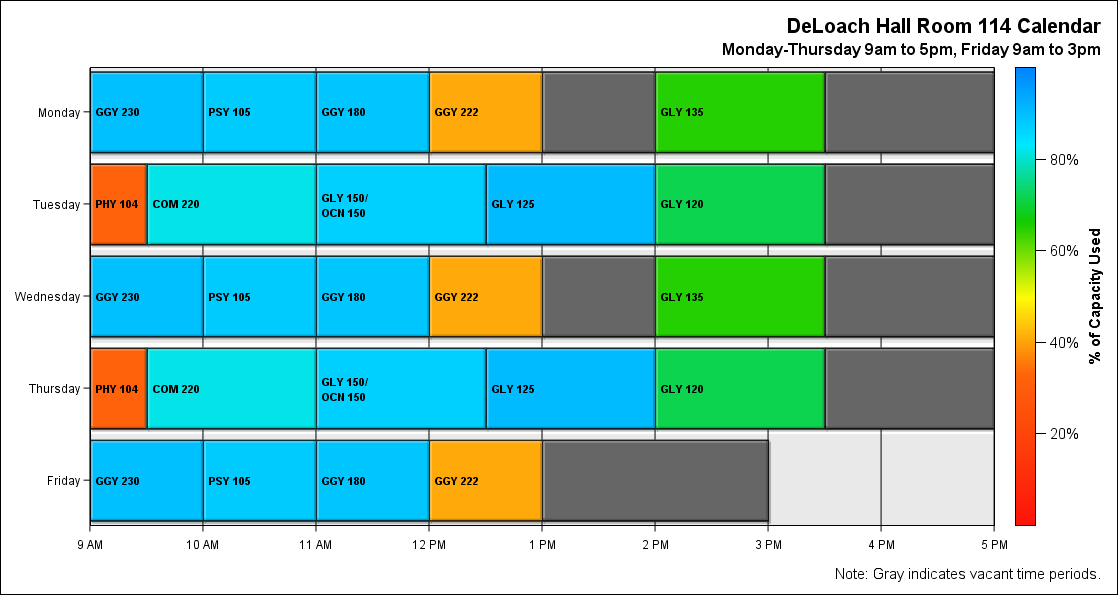 DeLoach Hall Room 114 Calendar
Monday-Thursday 9am to 5pm, Friday 9am to 3pm
Monday
GGY 230
PSY 105
GGY 180
GGY 222
GLY 135
Tuesday
PHY 104
COM 220
GLY 150/
OCN 150
GLY 125
GLY 120
Wednesday
GGY 230
PSY 105
GGY 180
GGY 222
GLY 135
Thursday
PHY 104
COM 220
GLY 150/
OCN 150
GLY 125
GLY 120
Friday
GGY 230
PSY 105
GGY 180
GGY 222
9 AM
10 AM
11 AM
12 PM
1 PM
2 PM
3 PM
4 PM
5 PM
80%
60%
40%
20%
% of Capacity Used
Note: Gray indicates vacant time periods.